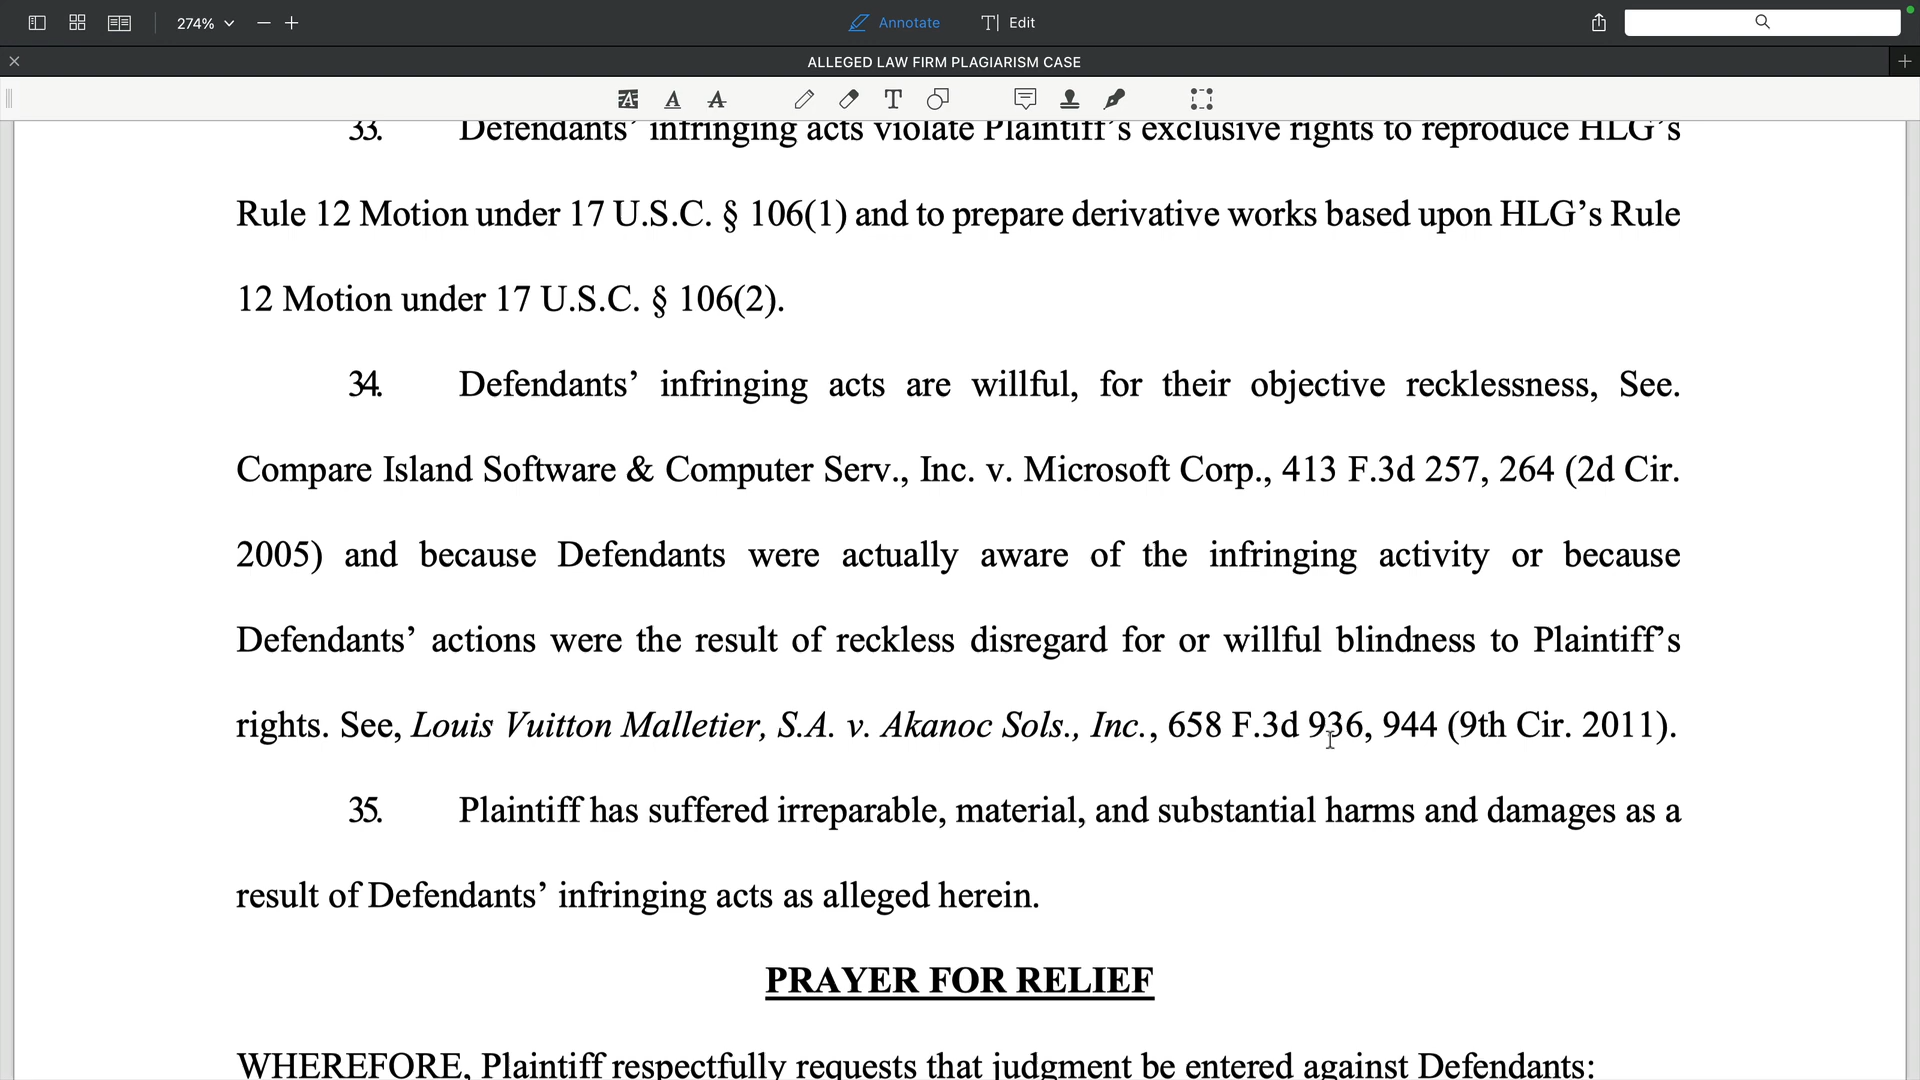 274%
Annotate
Edit
ALLEGED LAW FIRM PLAGIARISM CASE
33. Defendants’ infringing acts violate Plaintiff’s exclusive rights to reproduce HLG’s
Rule 12 Motion under 17 U.S.C. § 106(1) and to prepare derivative works based upon HLG’s Rule
12 Motion under 17 U.S.C. § 106(2).
34. Defendants’ infringing acts are willful, for their objective recklessness, See.
Compare Island Software & Computer Serv., Inc. v. Microsoft Corp., 413 F.3d 257, 264 (2d Cir.
2005) and because Defendants were actually aware of the infringing activity or because
Defendants’ actions were the result of reckless disregard for or willful blindness to Plaintiff’s
rights. See, Louis Vuitton Malletier, S.A. v. Akanoc Sols., Inc., 658 F.3d 936, 944 (9th Cir. 2011).
35. Plaintiff has suffered irreparable, material, and substantial harms and damages as a
result of Defendants’ infringing acts as alleged herein.
PRAYER FOR RELIEF
WHEREFORE, Plaintiff respectfully requests that judgment be entered against Defendants: